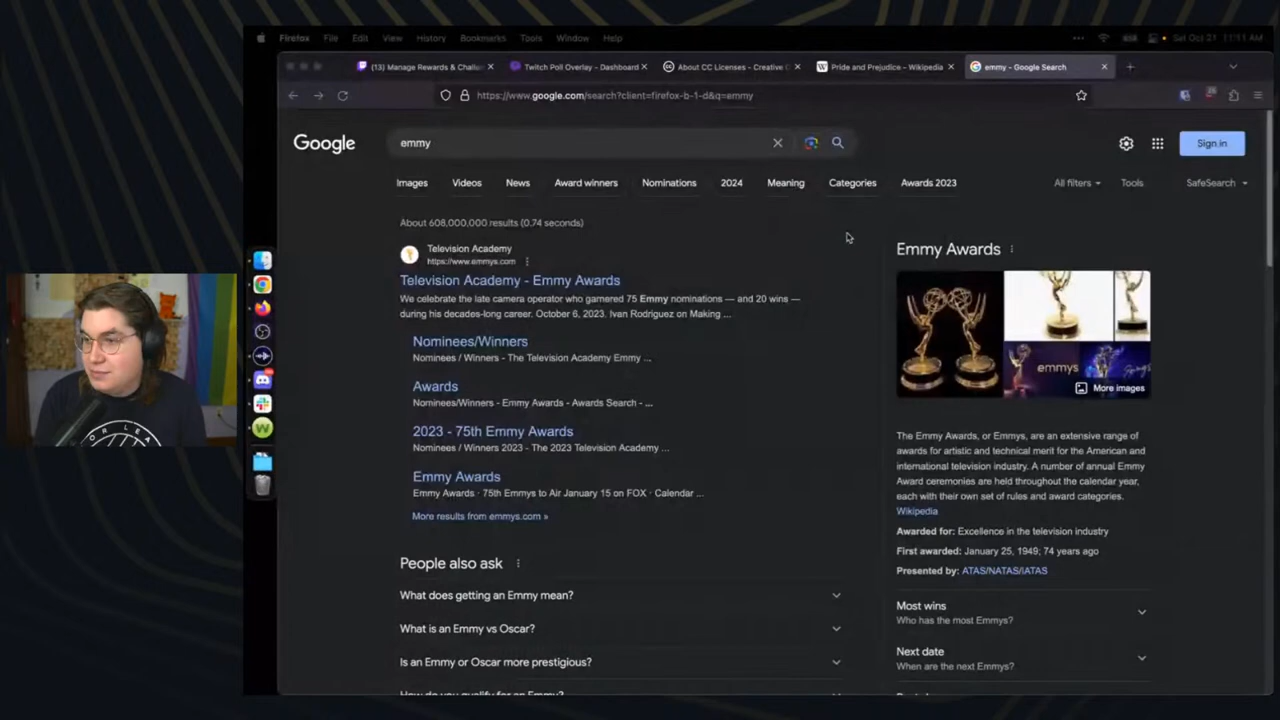 Firefox File Edit View History Bookmarks Tools Window Help
Sat Oct 21 11:11 AM
(13) Manage Rewards & Challe
Twitch Poll Overlay - Dashboard
About CC Licenses - Creative C
Pride and Prejudice - Wikipedia
emmy - Google Search
https://www.google.com/search?client=firefox-b-1-d&q=emmy
Google
emmy
Sign in
Images Videos News Award winners Nominations 2024 Meaning Categories Awards 2023
All filters Tools SafeSearch
About 608,000,000 results (0.74 seconds)
Television Academy
https://www.emmys.com
Television Academy - Emmy Awards
We celebrate the late camera operator who garnered 75 Emmy nominations — and 20 wins —
during his decades-long career. October 6, 2023. Ivan Rodriguez on Making ...
Nominees/Winners
Nominees / Winners - The Television Academy Emmy ...
Awards
Nominees/Winners - Emmy Awards - Awards Search - ...
2023 - 75th Emmy Awards
Nominees / Winners 2023 - The 2023 Television Academy ...
Emmy Awards
Emmy Awards · 75th Emmys to Air January 15 on FOX · Calendar ...
More results from emmys.com »
People also ask
What does getting an Emmy mean?
What is an Emmy vs Oscar?
Is an Emmy or Oscar more prestigious?
How do you qualify for an Emmy?
Emmy Awards
emmys
More images
The Emmy Awards, or Emmys, are an extensive range of
awards for artistic and technical merit for the American and
international television industry. A number of annual Emmy
Award ceremonies are held throughout the calendar year,
each with their own set of rules and award categories.
Wikipedia
Awarded for: Excellence in the television industry
First awarded: January 25, 1949; 74 years ago
Presented by: ATAS/NATAS/IATAS
Most wins
Who has the most Emmys?
Next date
When are the next Emmys?